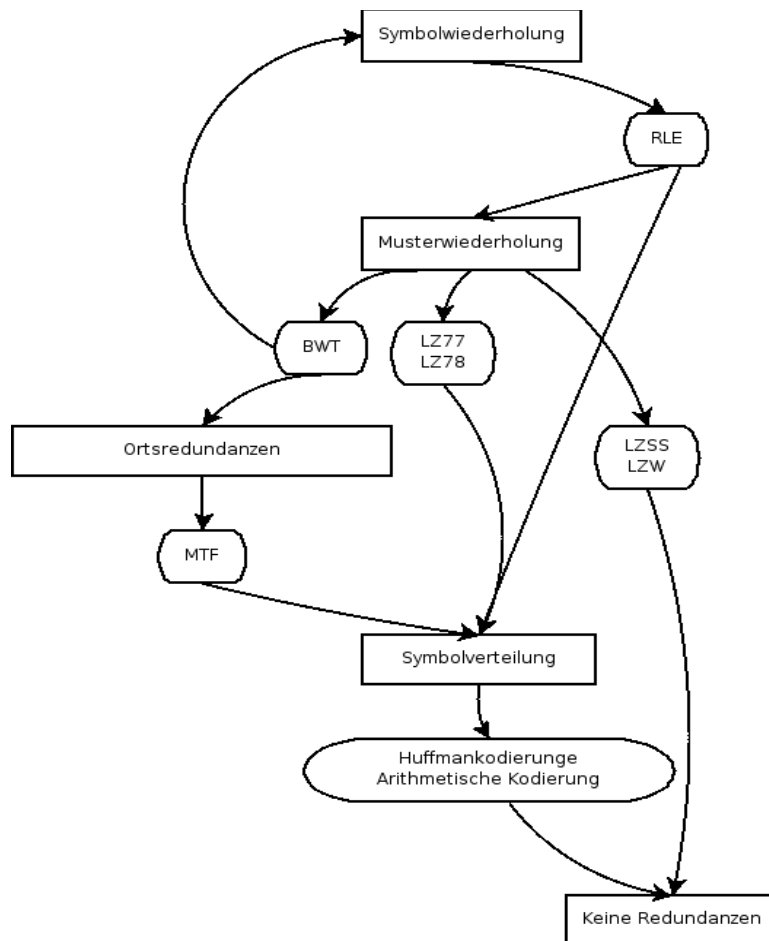 Symbolwiederholung
RLE
Musterwiederholung
BWT
LZ77
LZ78
Ortsredundanzen
LZSS
LZW
MTF
Symbolverteilung
Huffmankodierunge
Arithmetische Kodierung
Keine Redundanzen